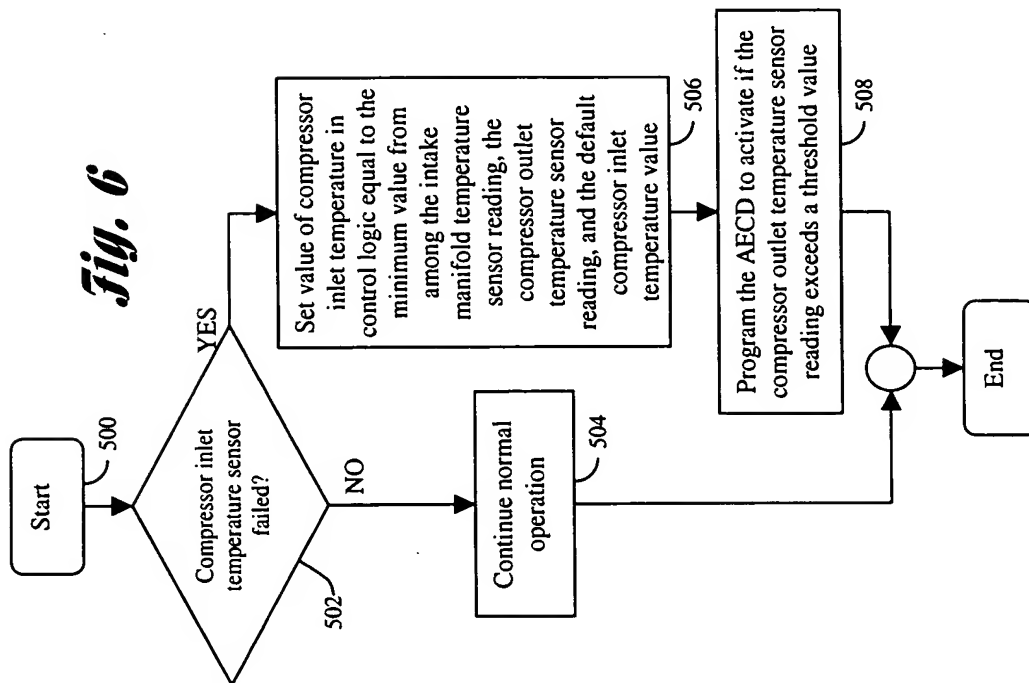 Fig. 6
Start
500
Compressor inlet
temperature sensor
failed?
502
YES
NO
Set value of compressor
inlet temperature in
control logic equal to the
minimum value from
among the intake
manifold temperature
sensor reading, the
compressor outlet
temperature sensor
reading, and the default
compressor inlet
temperature value
506
Continue normal
operation
504
Program the AECD to activate if the
compressor outlet temperature sensor
reading exceeds a threshold value
508
End